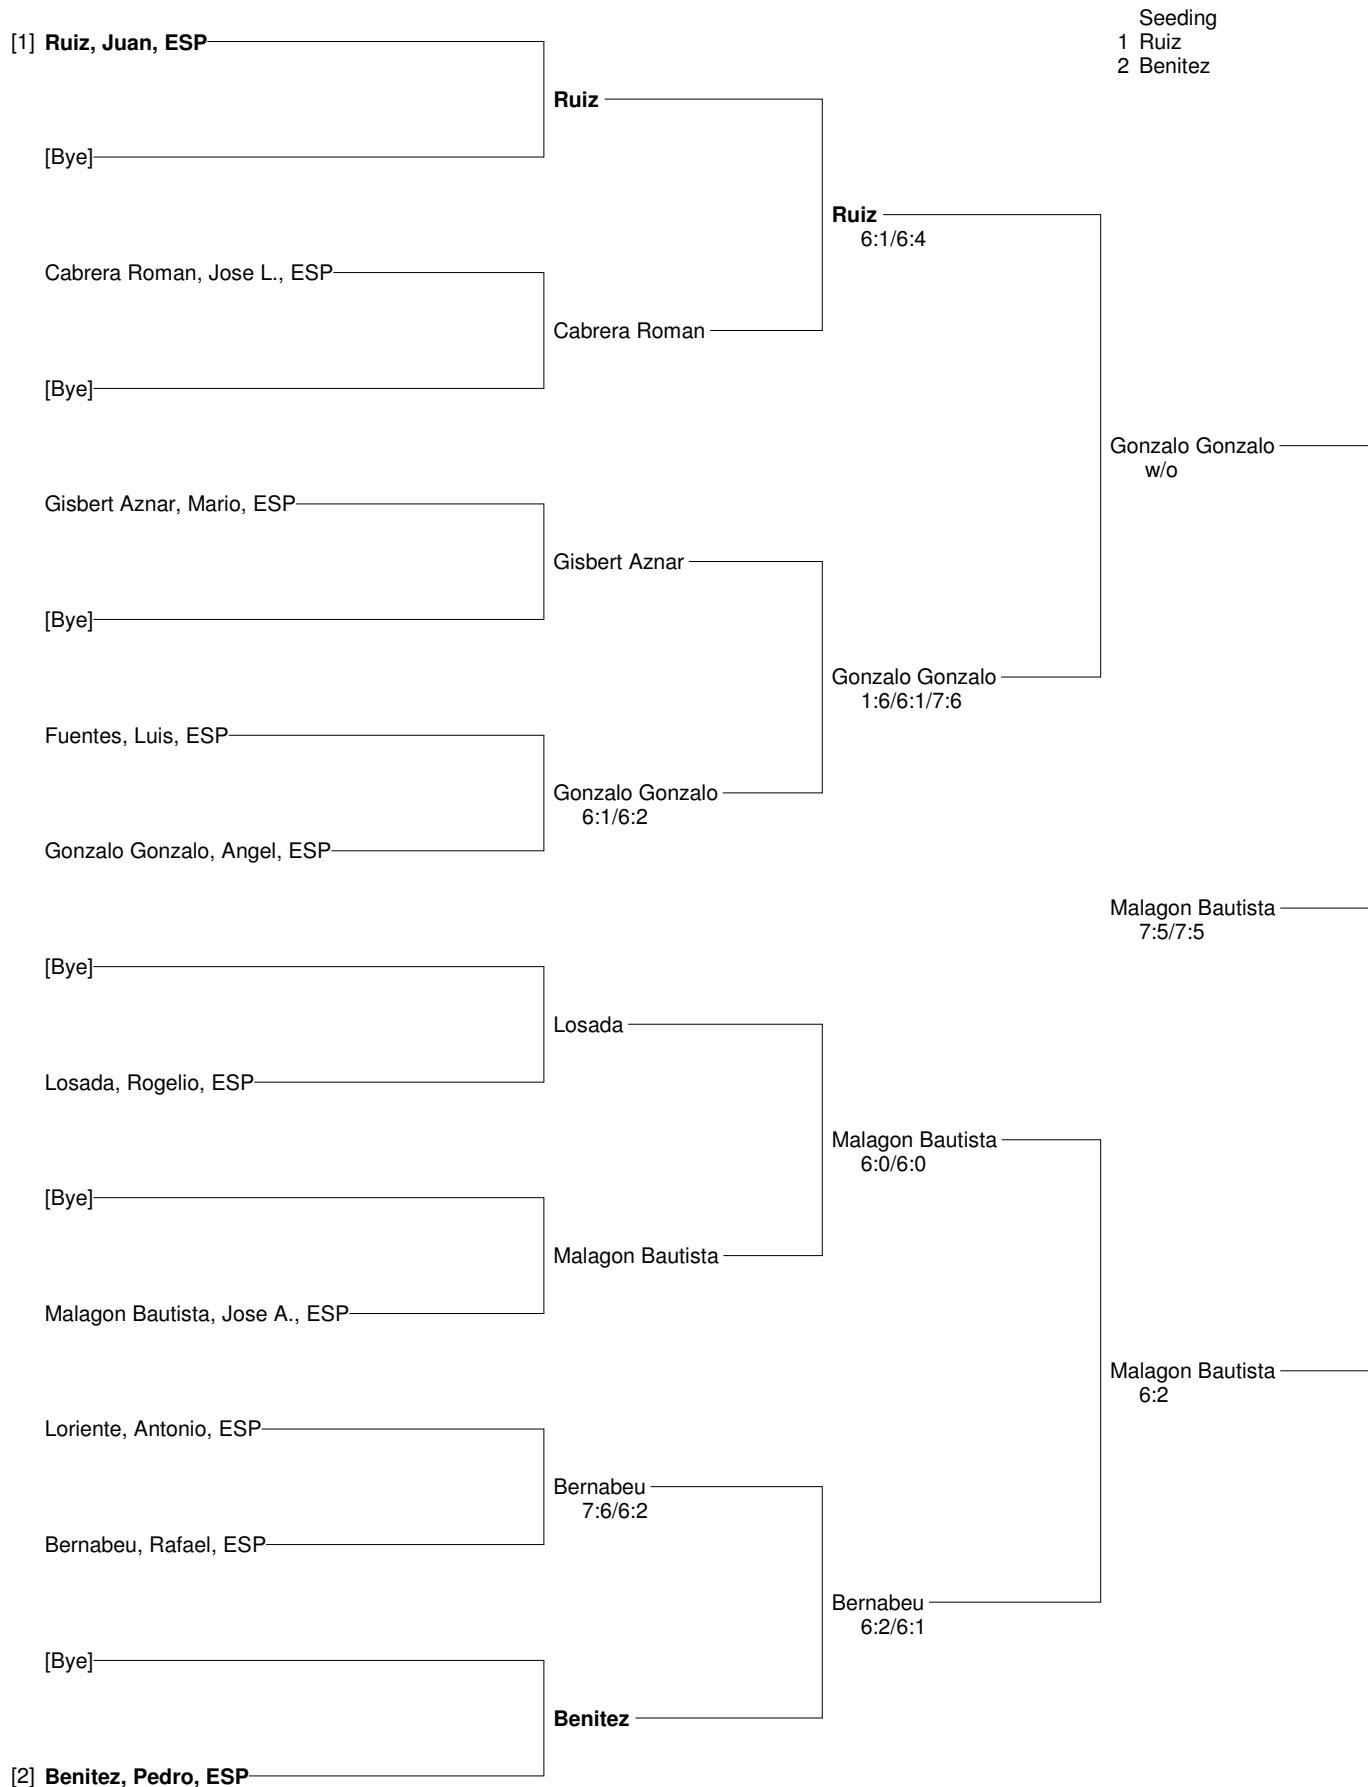 Seeding
1 Ruiz
2 Benitez
[1] Ruiz, Juan, ESP
Ruiz
[Bye]
Ruiz
6:1/6:4
Cabrera Roman, Jose L., ESP
Cabrera Roman
[Bye]
Gonzalo Gonzalo
w/o
Gisbert Aznar, Mario, ESP
Gisbert Aznar
[Bye]
Gonzalo Gonzalo
1:6/6:1/7:6
Fuentes, Luis, ESP
Gonzalo Gonzalo
6:1/6:2
Gonzalo Gonzalo, Angel, ESP
Malagon Bautista
7:5/7:5
[Bye]
Losada
Losada, Rogelio, ESP
Malagon Bautista
6:0/6:0
[Bye]
Malagon Bautista
Malagon Bautista, Jose A., ESP
Malagon Bautista
6:2
Loriente, Antonio, ESP
Bernabeu
7:6/6:2
Bernabeu, Rafael, ESP
Bernabeu
6:2/6:1
[Bye]
Benitez
[2] Benitez, Pedro, ESP